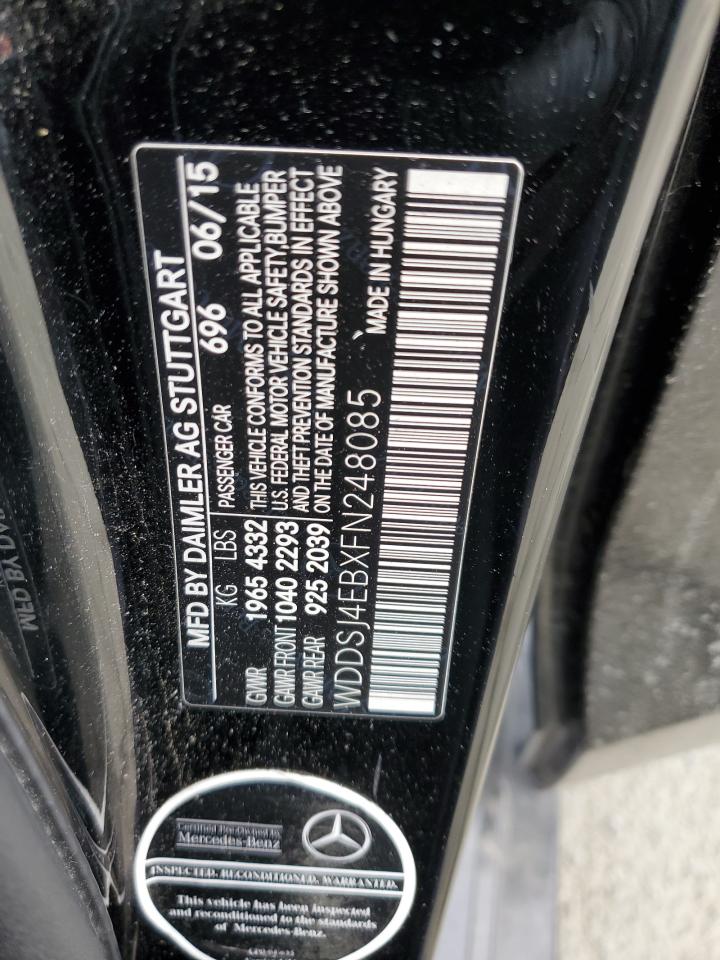 MFD BY DAIMLER AG STUTTGART
KG LBS PASSENGER CAR 696 06/15
GVWR 1965 4332 THIS VEHICLE CONFORMS TO ALL APPLICABLE
GAWR FRONT 1040 2293 U.S. FEDERAL MOTOR VEHICLE SAFETY, BUMPER
GAWR REAR 925 2039 AND THEFT PREVENTION STANDARDS IN EFFECT
ON THE DATE OF MANUFACTURE SHOWN ABOVE
WDDSJ4EBXFN248085 MADE IN HUNGARY
Certified Pre-Owned by
Mercedes-Benz
INSPECTED. RECONDITIONED. WARRANTED.
This vehicle has been inspected
and reconditioned to the standards
of Mercedes-Benz.